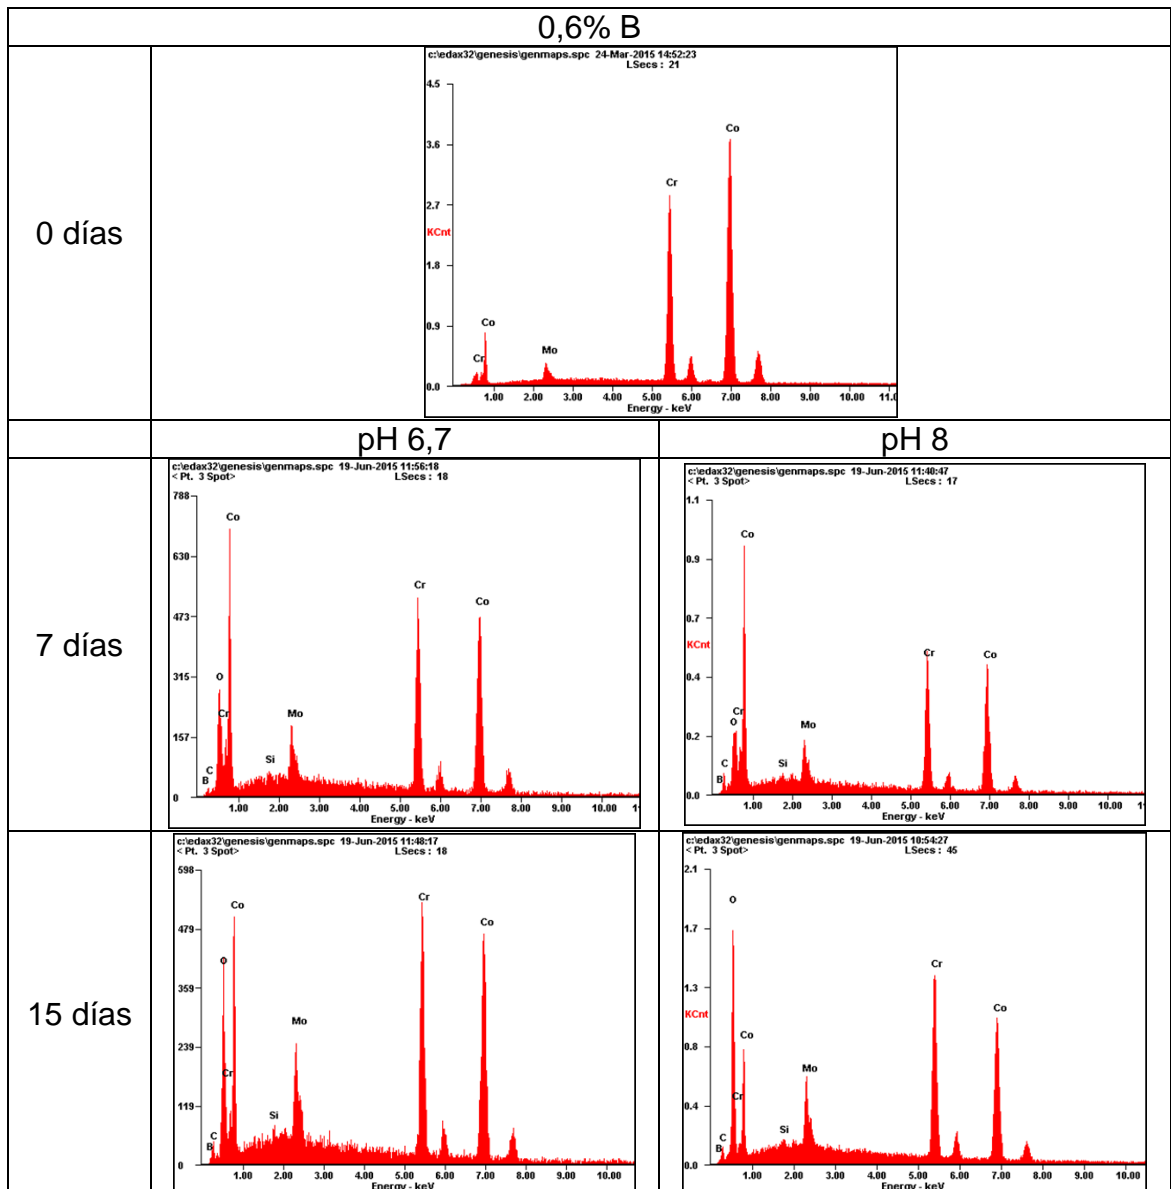 0,6% B
0 días
c:\edax32\genesis\genmaps.spc 24-Mar-2015 14:52:23
LSecs : 21
4.5
3.6
2.7
KCnt
1.8
0.9
0.0
Co
Cr
Co
Cr
Mo
1.00 2.00 3.00 4.00 5.00 6.00 7.00 8.00 9.00 10.00 11.0
Energy - keV
pH 6,7
pH 8
7 días
c:\edax32\genesis\genmaps.spc 19-Jun-2015 11:56:18
< Pt. 3 Spot>
LSecs : 18
788
630
473
315
157
0
Co
Cr
Co
O
Cr
Mo
Si
C
B
1.00 2.00 3.00 4.00 5.00 6.00 7.00 8.00 9.00 10.00 1
Energy - keV
c:\edax32\genesis\genmaps.spc 19-Jun-2015 11:40:47
< Pt. 3 Spot>
LSecs : 17
1.1
0.9
0.7
KCnt
0.4
0.2
0.0
Co
Cr
Co
Cr
O
Mo
Si
C
B
1.00 2.00 3.00 4.00 5.00 6.00 7.00 8.00 9.00 10.00 1
Energy - keV
15 días
c:\edax32\genesis\genmaps.spc 19-Jun-2015 11:48:17
< Pt. 3 Spot>
LSecs : 18
598
479
359
239
119
0
Cr
Co
Co
O
Mo
Cr
Si
C
B
1.00 2.00 3.00 4.00 5.00 6.00 7.00 8.00 9.00 10.00
Energy - keV
c:\edax32\genesis\genmaps.spc 19-Jun-2015 10:54:27
< Pt. 3 Spot>
LSecs : 45
2.1
1.7
1.3
KCnt
0.8
0.4
0.0
O
Cr
Co
Co
Mo
Cr
Si
C
B
1.00 2.00 3.00 4.00 5.00 6.00 7.00 8.00 9.00 10.00
Energy - keV